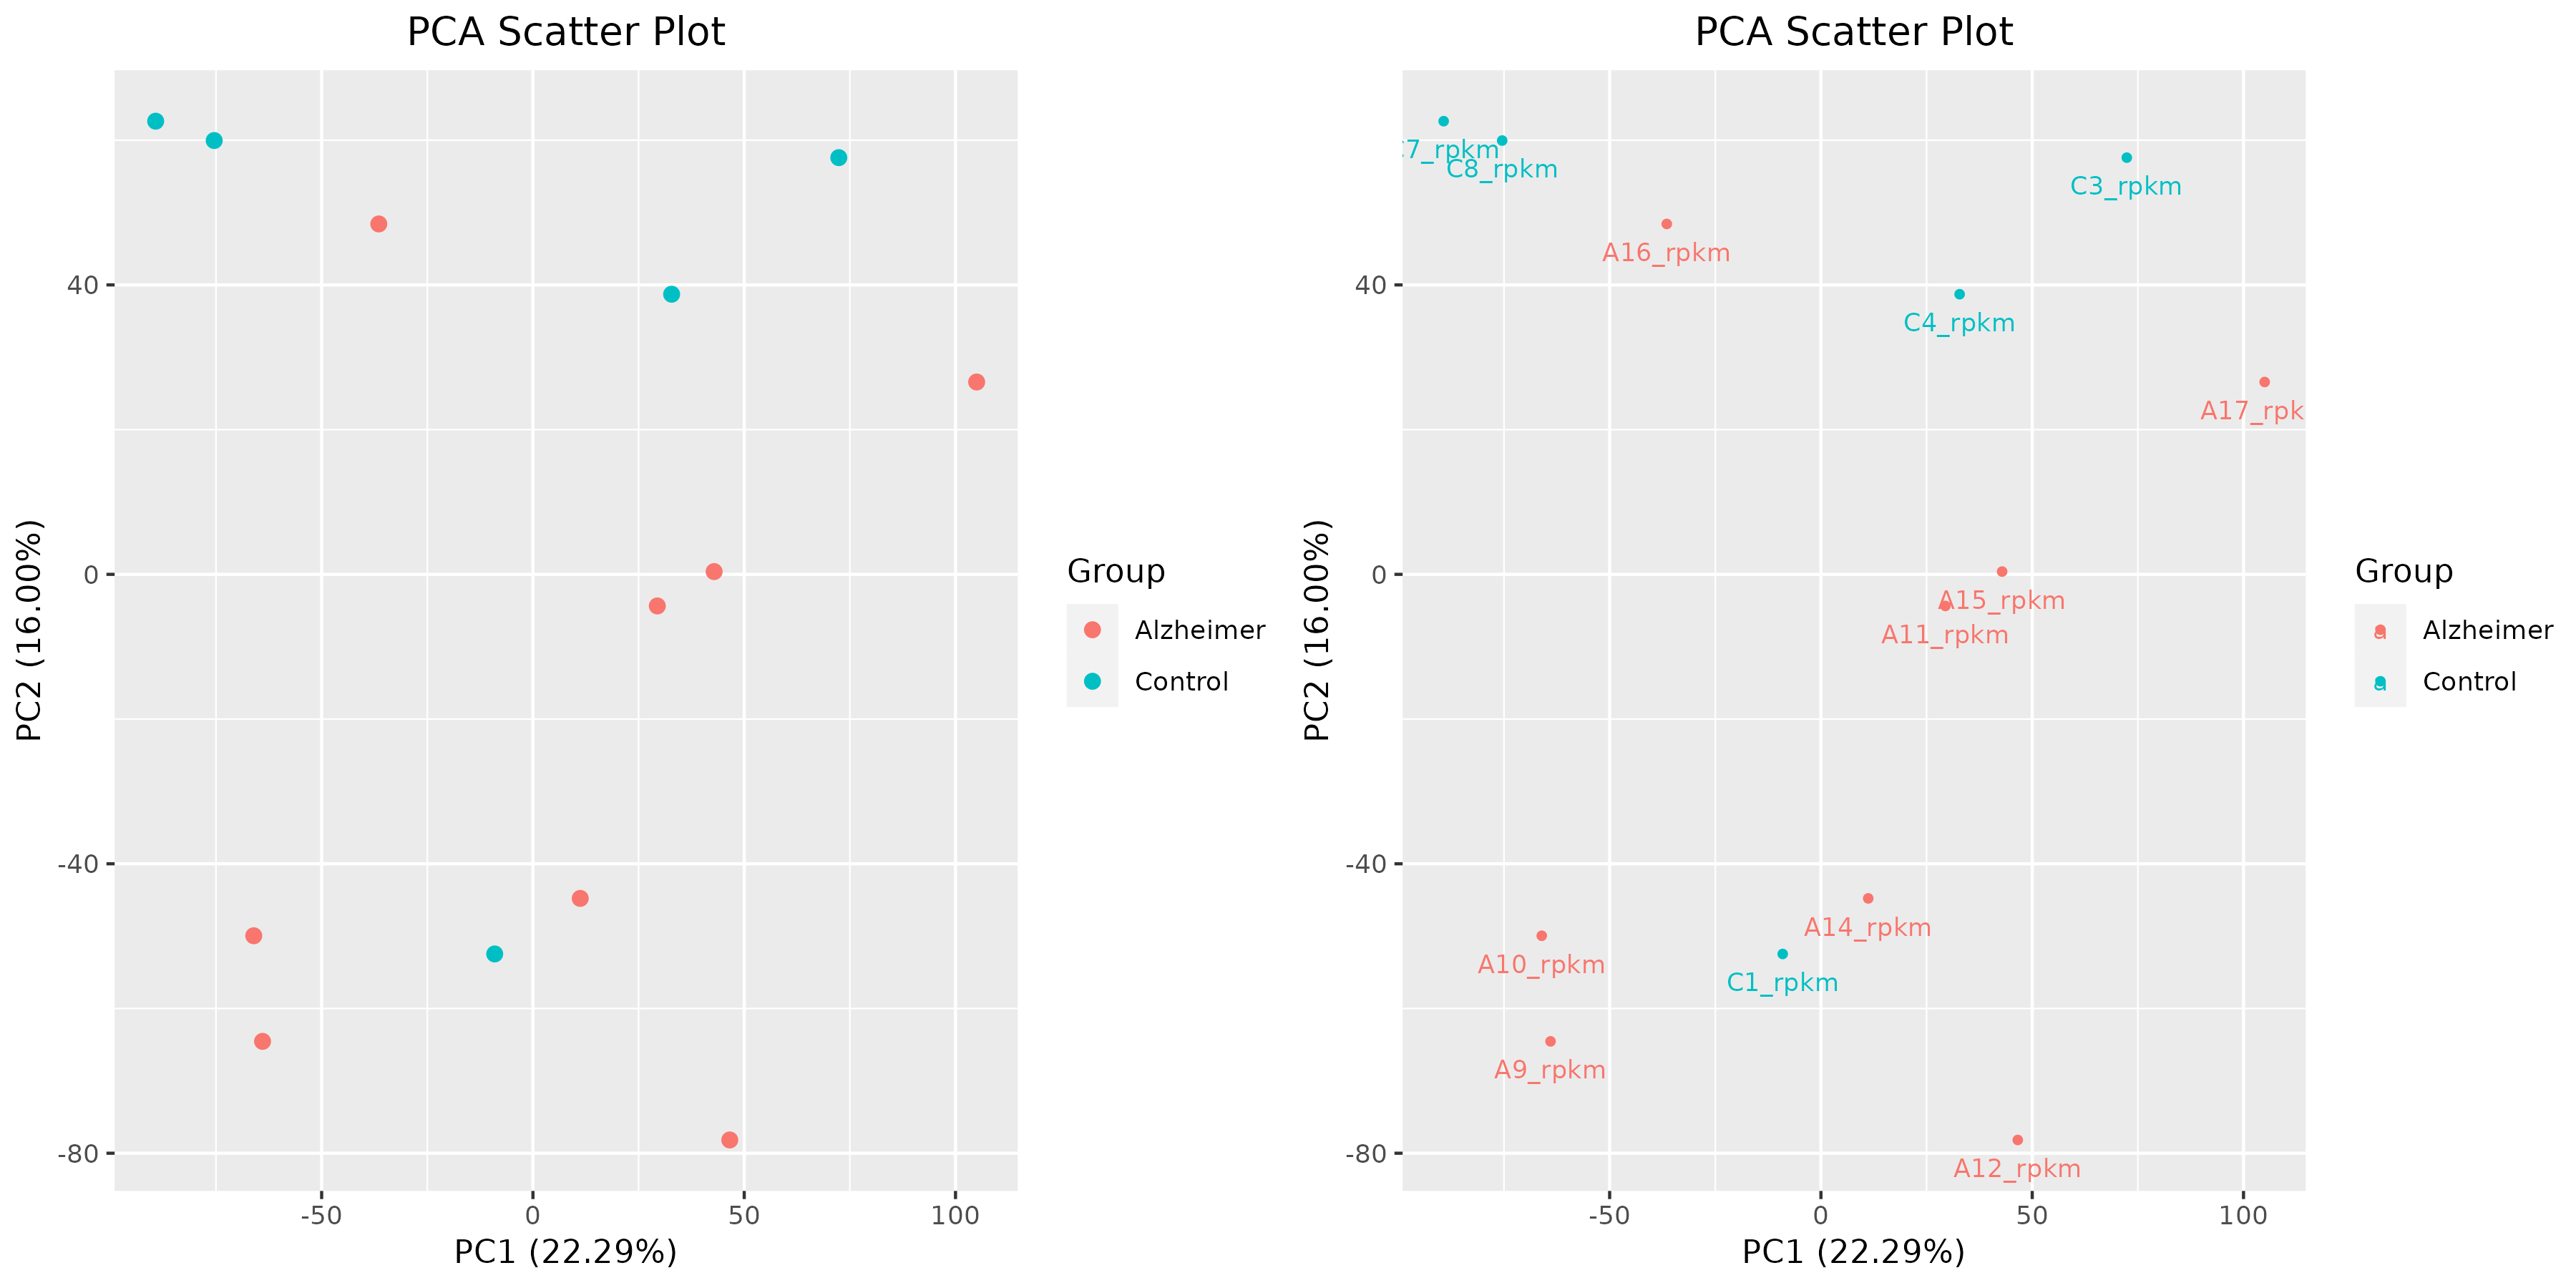 PCA Scatter Plot
40
0
-40
-80
-50
0
50
100
PC1 (22.29%)
PC2 (16.00%)
Group
Alzheimer
Control
PCA Scatter Plot
7_rpkm
C8_rpkm
C3_rpkm
A16_rpkm
C4_rpkm
A17_rpk
A15_rpkm
A11_rpkm
A14_rpkm
A10_rpkm
C1_rpkm
A9_rpkm
A12_rpkm
40
0
-40
-80
-50
0
50
100
PC1 (22.29%)
PC2 (16.00%)
Group
a Alzheimer
a Control